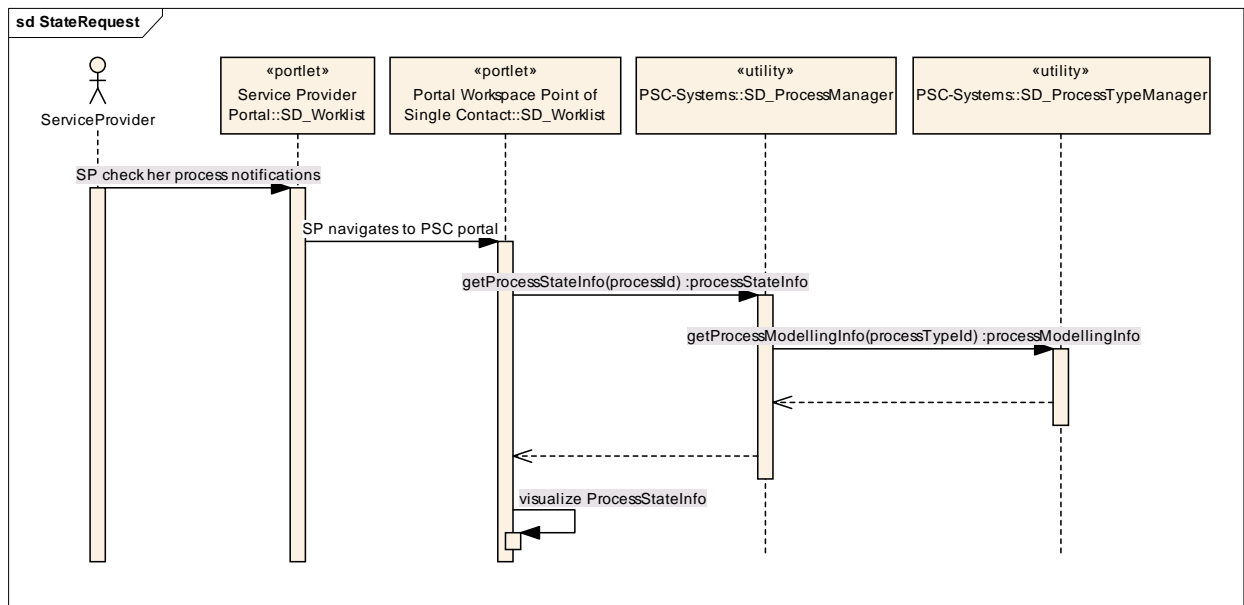 sd StateRequest
ServiceProvider
«portlet»
Service Provider
Portal::SD_Worklist
«portlet»
Portal Workspace Point of
Single Contact::SD_Worklist
«utility»
PSC-Systems::SD_ProcessManager
«utility»
PSC-Systems::SD_ProcessTypeManager
SP check her process notifications
SP navigates to PSC portal
getProcessStateInfo(processId) :processStateInfo
getProcessModellingInfo(processTypeId) :processModellingInfo
visualize ProcessStateInfo